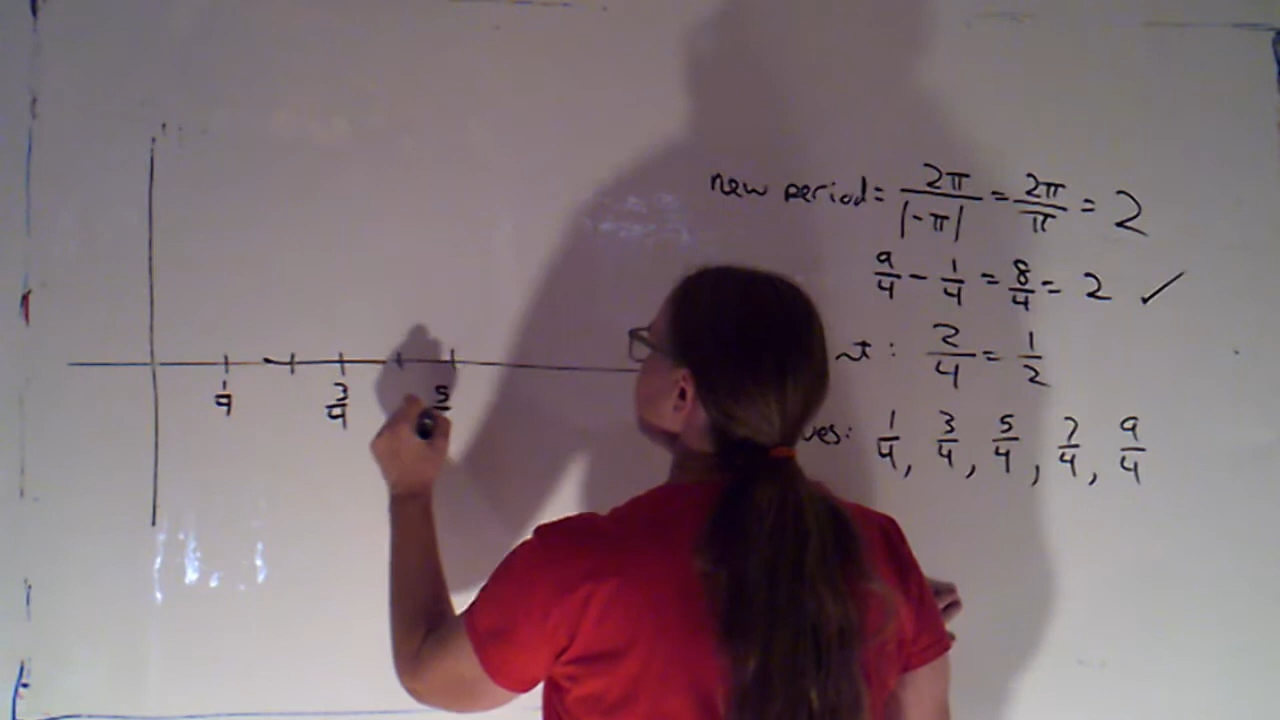 new period = 2π/|-π| = 2π/π = 2
9/4 - 1/4 = 8/4 = 2 ✓
: 2/4 = 1/2
ues: 1/4, 3/4, 5/4, 7/4, 9/4
1/4 3/4 5